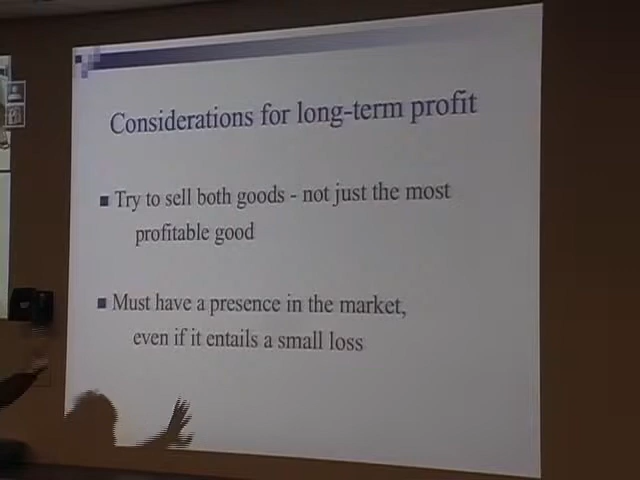 Considerations for long-term profit
Try to sell both goods - not just the most
profitable good
Must have a presence in the market,
even if it entails a small loss